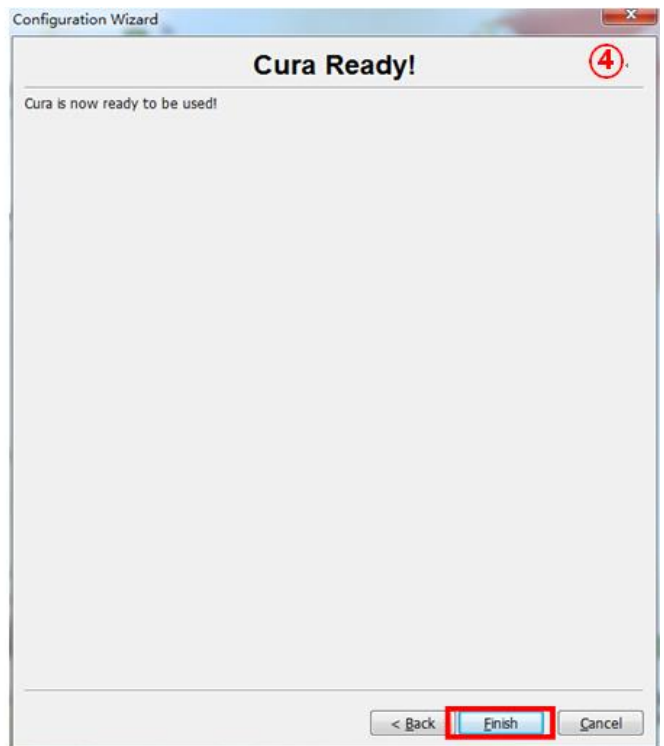 Configuration Wizard
Cura Ready!
④
Cura is now ready to be used!
< Back
Finish
Cancel